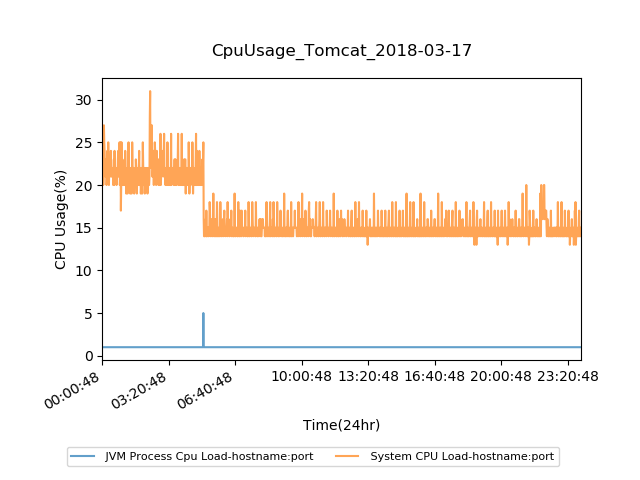 CpuUsage_Tomcat_2018-03-17
CPU Usage(%)
30
25
20
15
10
5
0
00:00:48 03:20:48 06:40:48 10:00:48 13:20:48 16:40:48 20:00:48 23:20:48
Time(24hr)
JVM Process Cpu Load-hostname:port System CPU Load-hostname:port